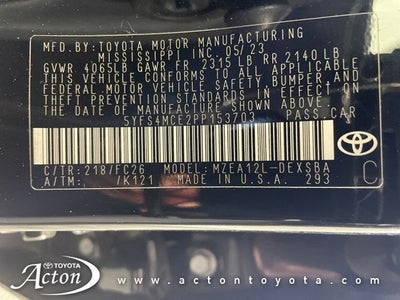 MFD. BY: TOYOTA MOTOR MANUFACTURING
MISSISSIPPI INC. 05/23
GVWR 4065LB GAWR FR 2315 LB RR 2140 LB
THIS VEHICLE CONFORMS TO ALL APPLICABLE
FEDERAL MOTOR VEHICLE SAFETY, BUMPER, AND
THEFT PREVENTION STANDARDS IN EFFECT ON
THE DATE OF MANUFACTURE SHOWN ABOVE.
5YFS4MCE2PP153703 PASS.CAR
C/TR: 2187FC26 MODEL: MZEA12L-DEXSBA
A/TM: /K121 MADE IN U.S.A. 293
TOYOTA
C
TOYOTA
Acton
www.actontoyota.com